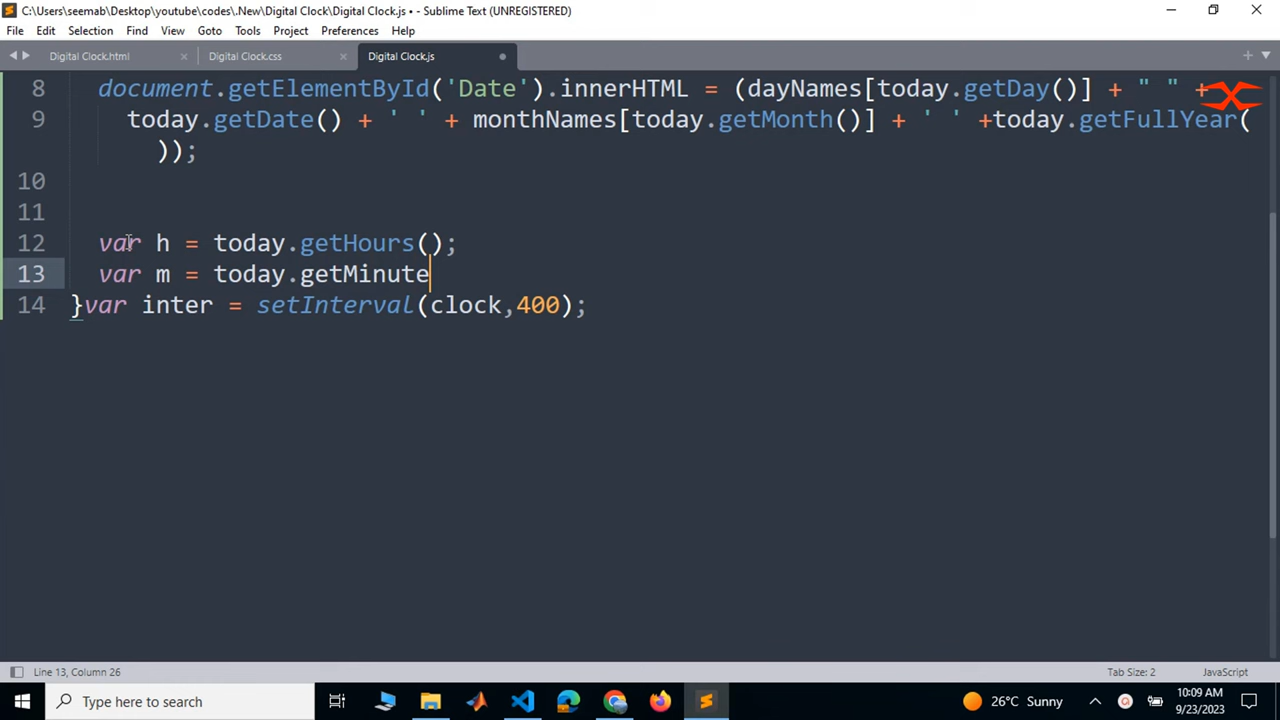 C:\Users\seemab\Desktop\youtube\codes\.New\Digital Clock\Digital Clock.js • - Sublime Text (UNREGISTERED)
File Edit Selection Find View Goto Tools Project Preferences Help
Digital Clock.html × Digital Clock.css × Digital Clock.js •
8 document.getElementById('Date').innerHTML = (dayNames[today.getDay()] + " " +
9 today.getDate() + ' ' + monthNames[today.getMonth()] + ' ' +today.getFullYear(
));
10
11
12 var h = today.getHours();
13 var m = today.getMinute
14 }var inter = setInterval(clock,400);
Line 13, Column 26 Tab Size: 2 JavaScript
Type here to search 26°C Sunny 10:09 AM
9/23/2023